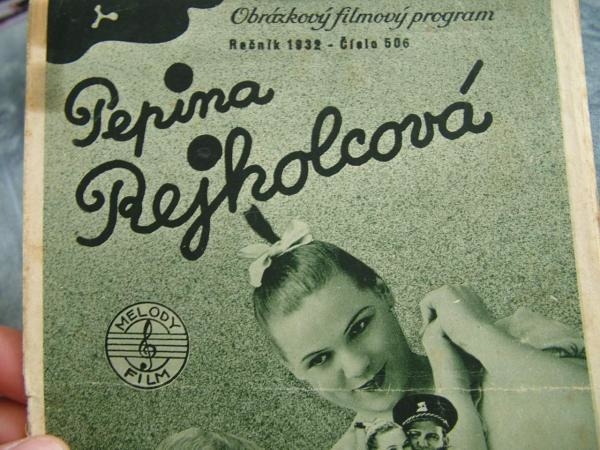 Obrázkový filmový program
Ročník 1932 - Číslo 506
Pepina
Rejholcová
MELODY
FILM